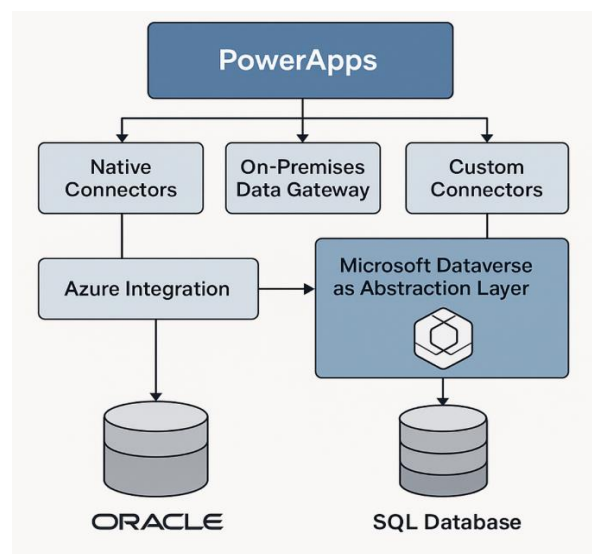 PowerApps
Native
Connectors
On-Premises
Data Gateway
Custom
Connectors
Azure Integration
Microsoft Dataverse
as Abstraction Layer
ORACLE
SQL Database